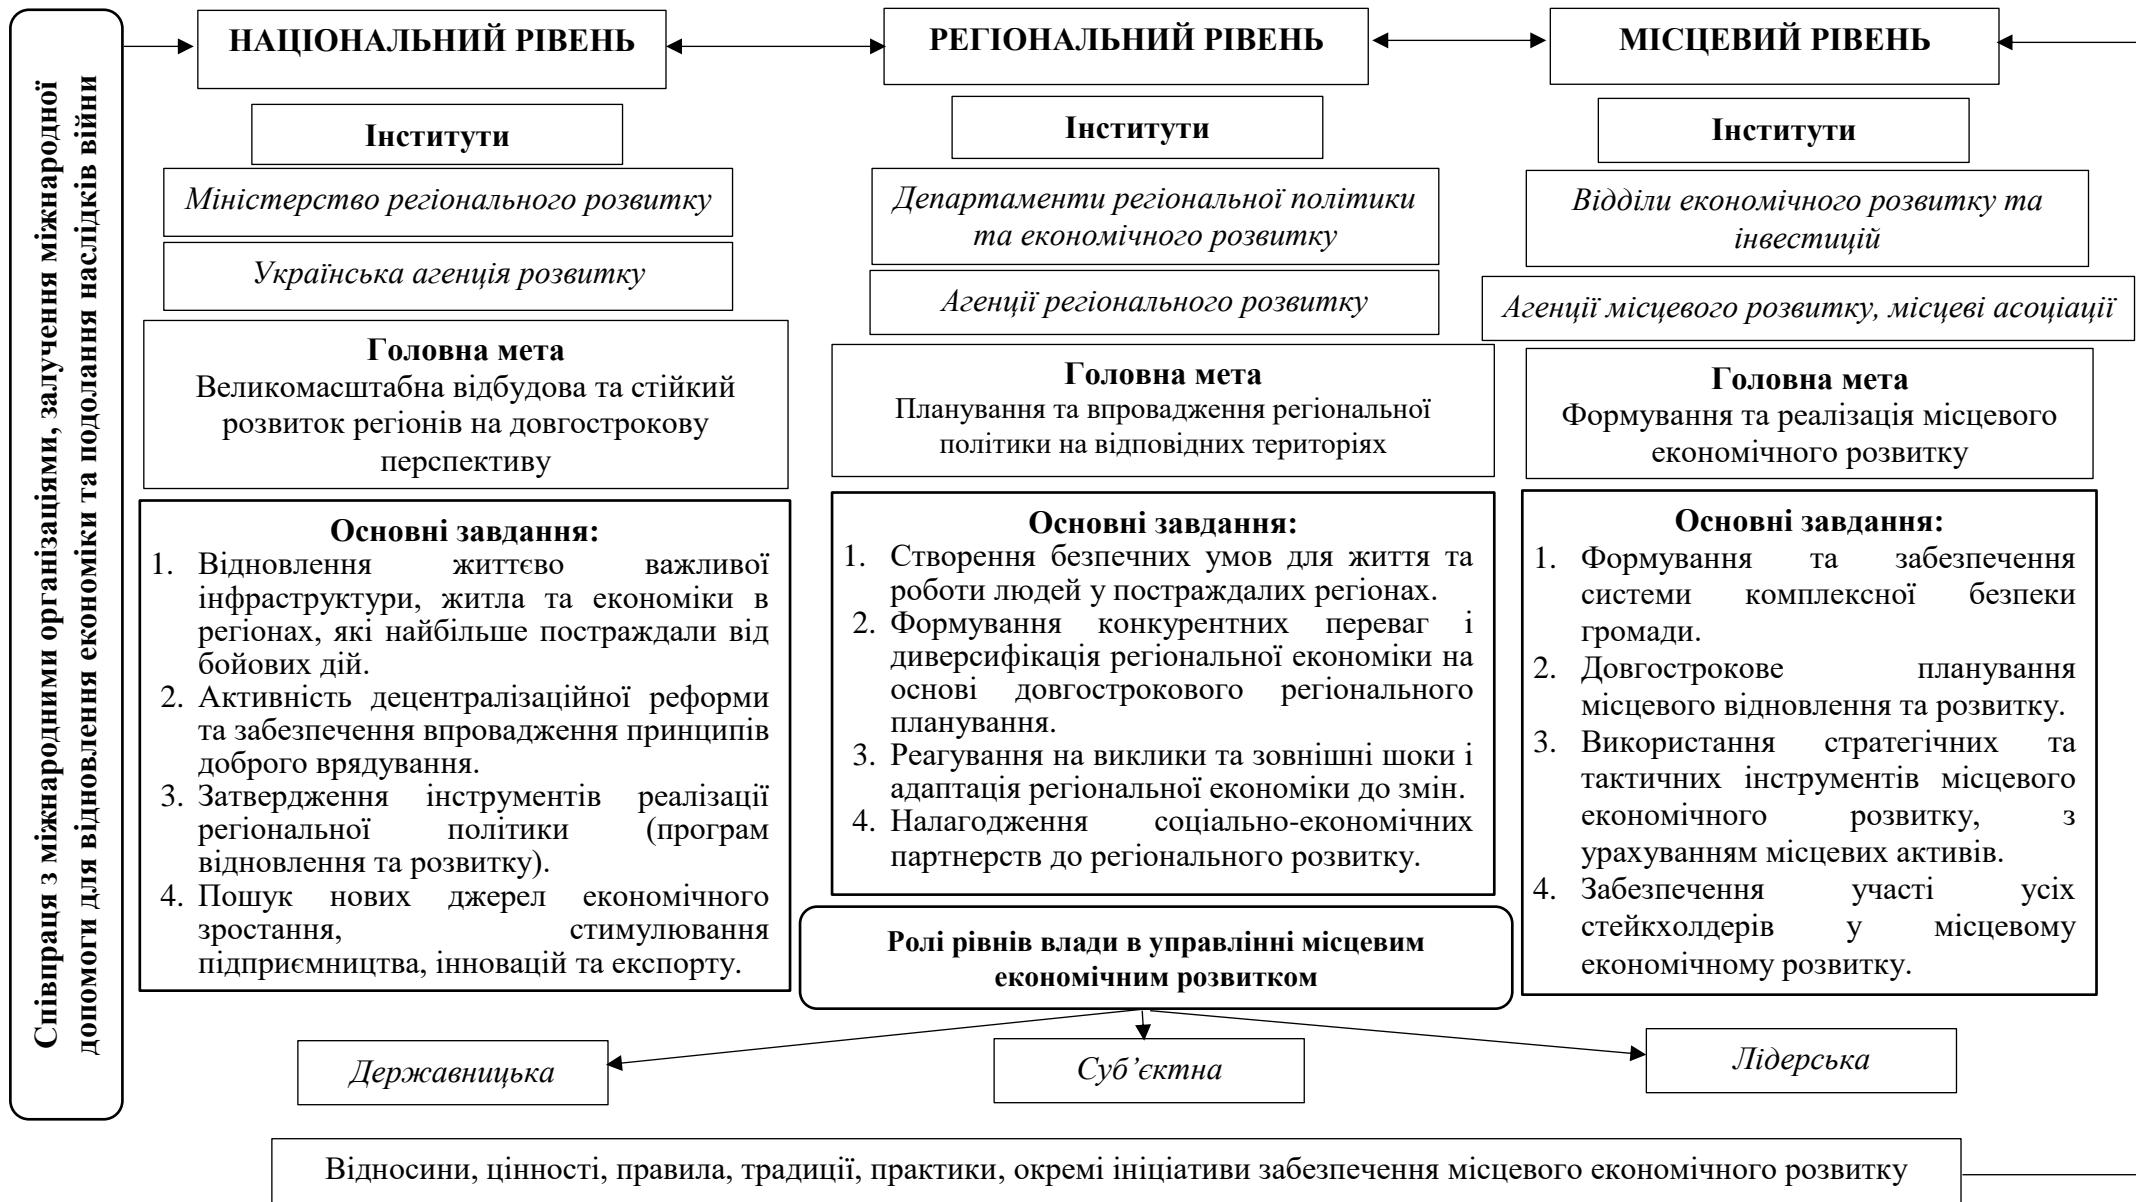 Співпраця з міжнародними організаціями, залучення міжнародної
допомоги для відновлення економіки та подолання наслідків війни
НАЦІОНАЛЬНИЙ РІВЕНЬ
Інститути
Міністерство регіонального розвитку
Українська агенція розвитку
Головна мета
Великомасштабна відбудова та стійкий
розвиток регіонів на довгострокову
перспективу
Основні завдання:
1. Відновлення життєво важливої
інфраструктури, житла та економіки в
регіонах, які найбільше постраждали від
бойових дій.
2. Активність децентралізаційної реформи
та забезпечення впровадження принципів
доброго врядування.
3. Затвердження інструментів реалізації
регіональної політики (програм
відновлення та розвитку).
4. Пошук нових джерел економічного
зростання, стимулювання
підприємництва, інновацій та експорту.
РЕГІОНАЛЬНИЙ РІВЕНЬ
Інститути
Департаменти регіональної політики
та економічного розвитку
Агенції регіонального розвитку
Головна мета
Планування та впровадження регіональної
політики на відповідних територіях
Основні завдання:
1. Створення безпечних умов для життя та
роботи людей у постраждалих регіонах.
2. Формування конкурентних переваг і
диверсифікація регіональної економіки на
основі довгострокового регіонального
планування.
3. Реагування на виклики та зовнішні шоки і
адаптація регіональної економіки до змін.
4. Налагодження соціально-економічних
партнерств до регіонального розвитку.
МІСЦЕВИЙ РІВЕНЬ
Інститути
Відділи економічного розвитку та
інвестицій
Агенції місцевого розвитку, місцеві асоціації
Головна мета
Формування та реалізація місцевого
економічного розвитку
Основні завдання:
1. Формування та забезпечення
системи комплексної безпеки
громади.
2. Довгострокове планування
місцевого відновлення та розвитку.
3. Використання стратегічних та
тактичних інструментів місцевого
економічного розвитку, з
урахуванням місцевих активів.
4. Забезпечення участі усіх
стейкхолдерів у місцевому
економічному розвитку.
Ролі рівнів влади в управлінні місцевим
економічним розвитком
Державницька
Суб’єктна
Лідерська
Відносини, цінності, правила, традиції, практики, окремі ініціативи забезпечення місцевого економічного розвитку